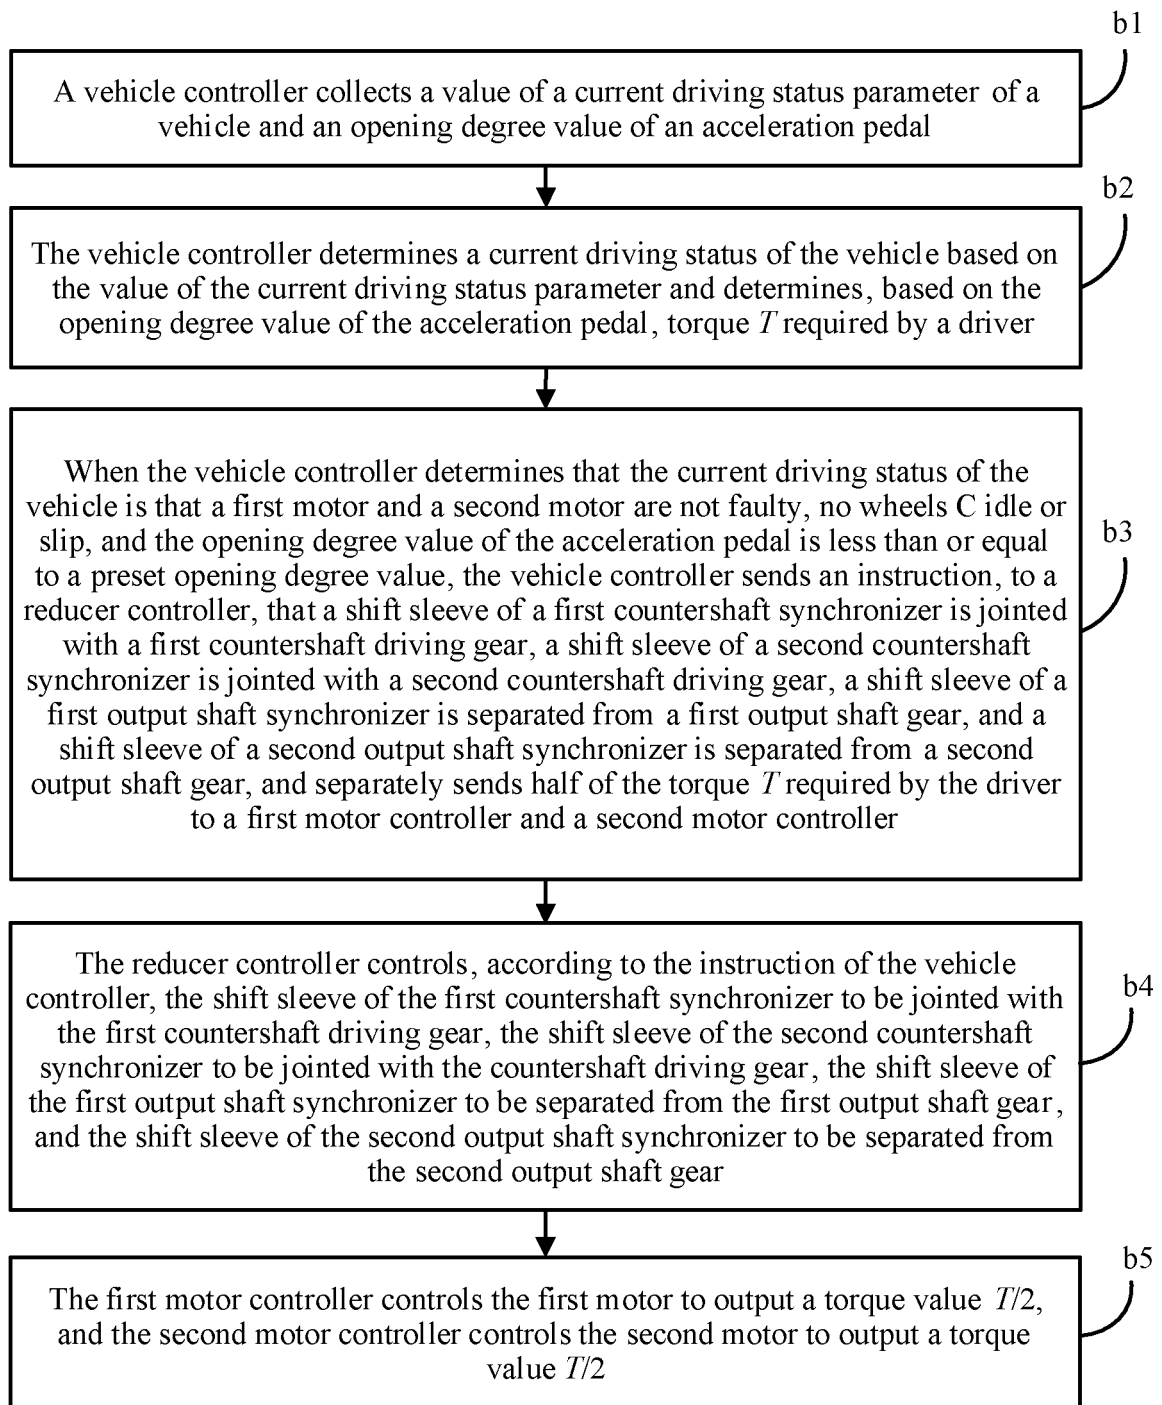 b1
A vehicle controller collects a value of a current driving status parameter of a
vehicle and an opening degree value of an acceleration pedal
b2
The vehicle controller determines a current driving status of the vehicle based on
the value of the current driving status parameter and determines, based on the
opening degree value of the acceleration pedal, torque T required by a driver
b3
When the vehicle controller determines that the current driving status of the
vehicle is that a first motor and a second motor are not faulty, no wheels C idle or
slip, and the opening degree value of the acceleration pedal is less than or equal
to a preset opening degree value, the vehicle controller sends an instruction, to a
reducer controller, that a shift sleeve of a first countershaft synchronizer is jointed
with a first countershaft driving gear, a shift sleeve of a second countershaft
synchronizer is jointed with a second countershaft driving gear, a shift sleeve of a
first output shaft synchronizer is separated from a first output shaft gear, and a
shift sleeve of a second output shaft synchronizer is separated from a second
output shaft gear, and separately sends half of the torque T required by the driver
to a first motor controller and a second motor controller
b4
The reducer controller controls, according to the instruction of the vehicle
controller, the shift sleeve of the first countershaft synchronizer to be jointed with
the first countershaft driving gear, the shift sleeve of the second countershaft
synchronizer to be jointed with the countershaft driving gear, the shift sleeve of
the first output shaft synchronizer to be separated from the first output shaft gear,
and the shift sleeve of the second output shaft synchronizer to be separated from
the second output shaft gear
b5
The first motor controller controls the first motor to output a torque value T/2,
and the second motor controller controls the second motor to output a torque
value T/2